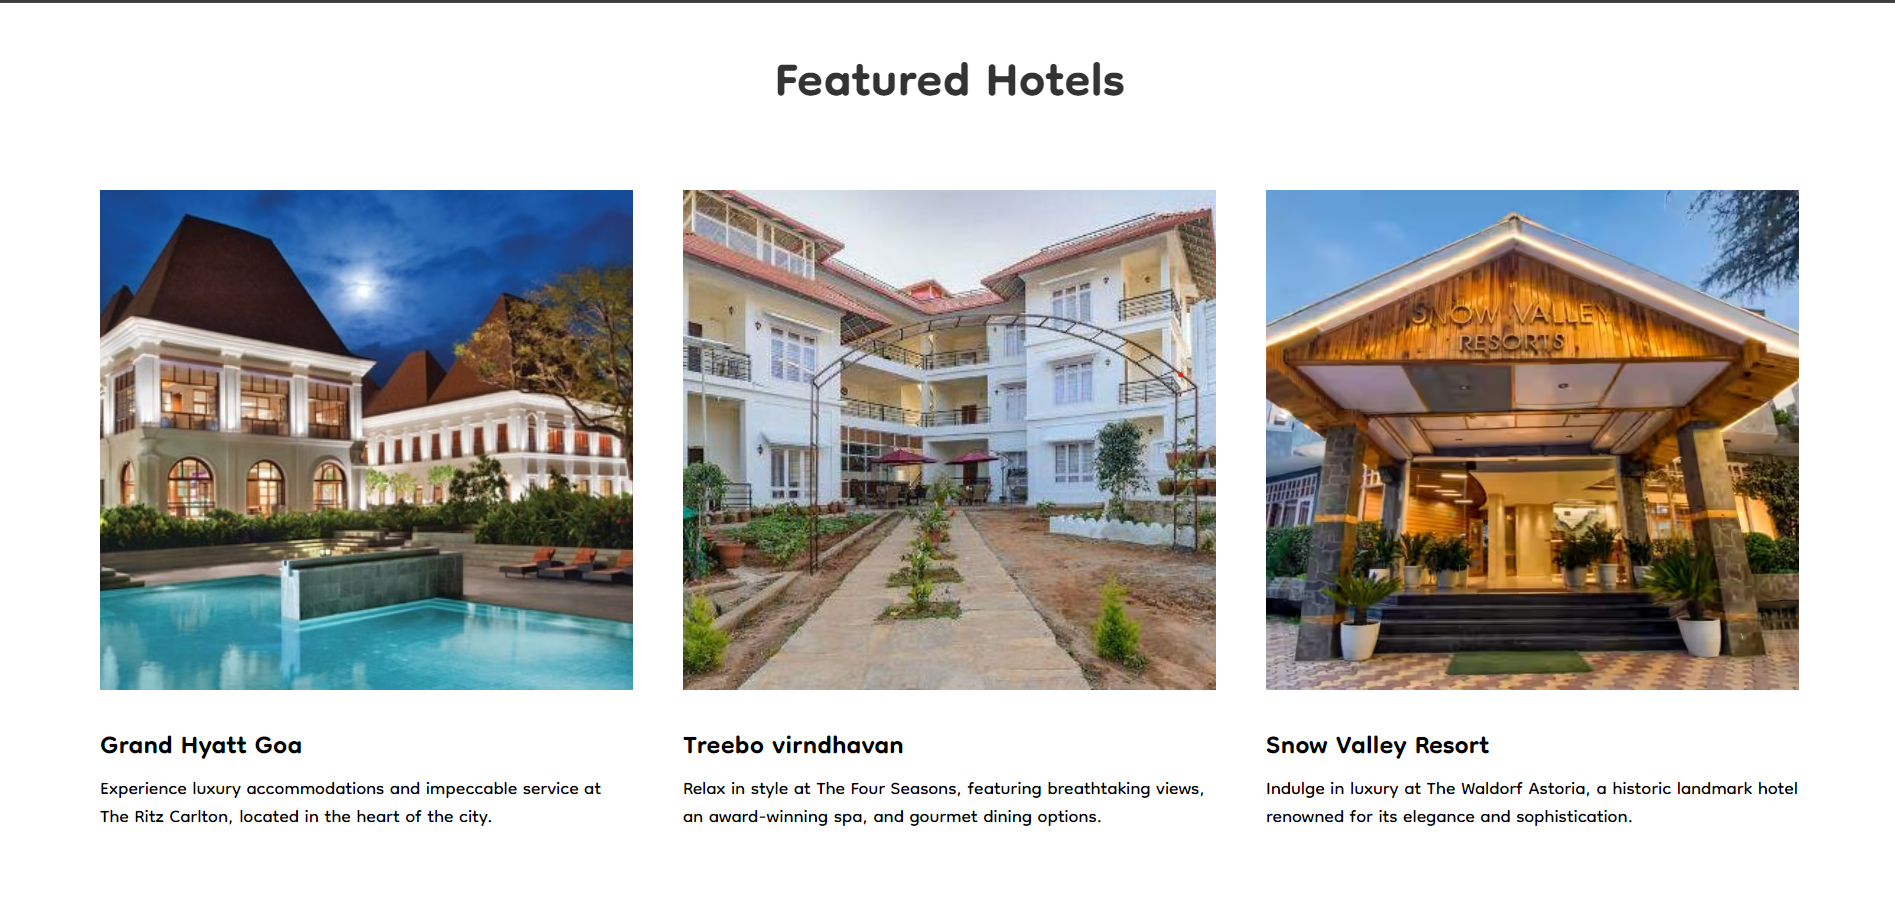 Featured Hotels
SNOW VALLEY
RESORTS
Grand Hyatt Goa
Experience luxury accommodations and impeccable service at
The Ritz Carlton, located in the heart of the city.
Treebo virndhavan
Relax in style at The Four Seasons, featuring breathtaking views,
an award-winning spa, and gourmet dining options.
Snow Valley Resort
Indulge in luxury at The Waldorf Astoria, a historic landmark hotel
renowned for its elegance and sophistication.